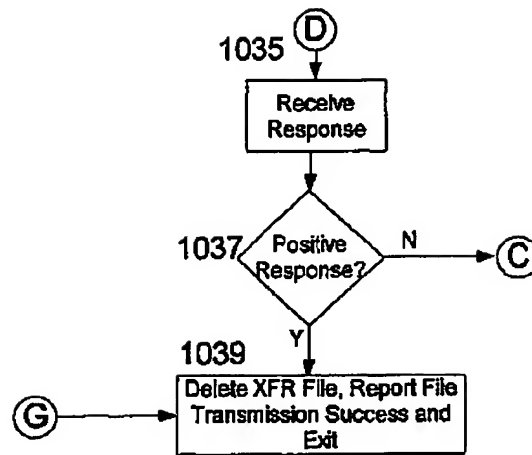 D
1035
Receive
Response
1037
Positive
Response?
N
C
Y
1039
Delete XFR File, Report File
Transmission Success and
Exit
G